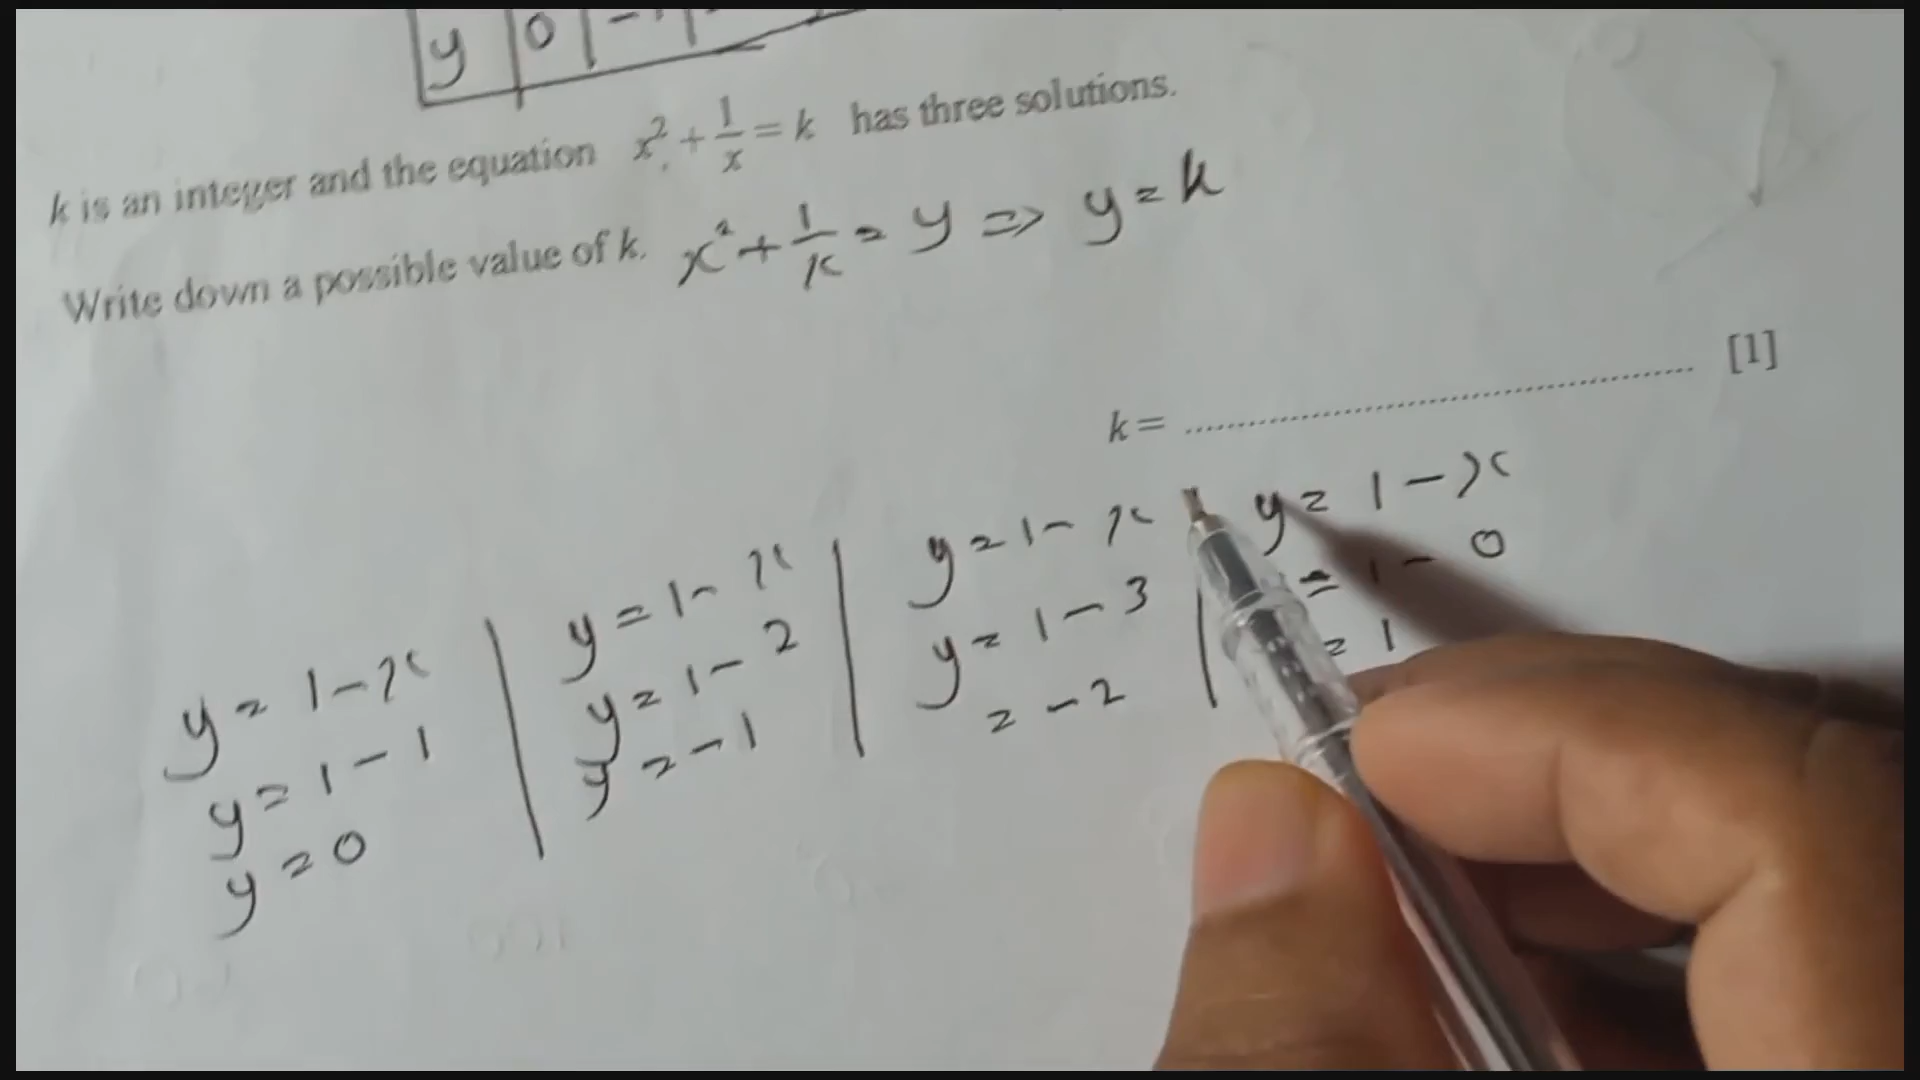 y 0 -1
k is an integer and the equation x² + 1/x = k has three solutions.
Write down a possible value of k. x² + 1/x = y => y = k
k = .......... [1]
y = 1 - x
y = 1 - 1
y = 0
y = 1 - x
y = 1 - 2
y = -1
y = 1 - x
y = 1 - 3
= -2
y = 1 - x
= 1 - 0
= 1